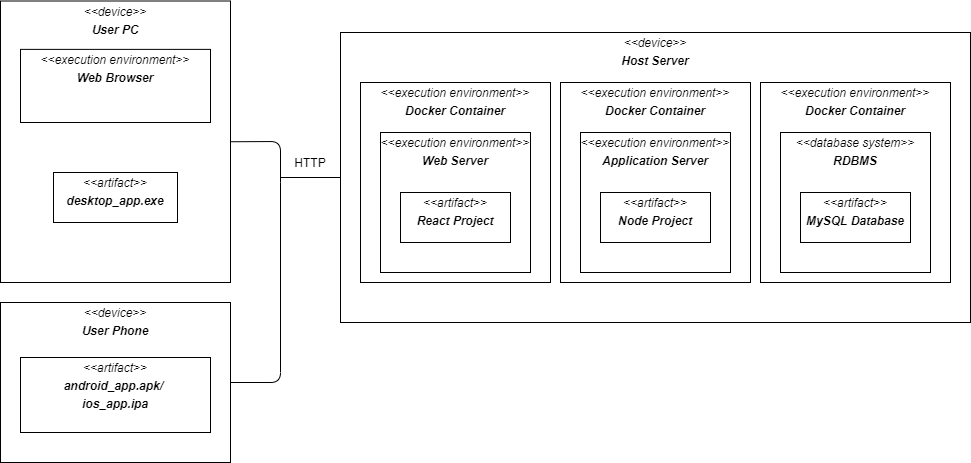 <<device>>
User PC
<<execution environment>>
Web Browser
<<artifact>>
desktop_app.exe
<<device>>
User Phone
<<artifact>>
android_app.apk/
ios_app.ipa
HTTP
<<device>>
Host Server
<<execution environment>>
Docker Container
<<execution environment>>
Web Server
<<artifact>>
React Project
<<execution environment>>
Docker Container
<<execution environment>>
Application Server
<<artifact>>
Node Project
<<execution environment>>
Docker Container
<<database system>>
RDBMS
<<artifact>>
MySQL Database